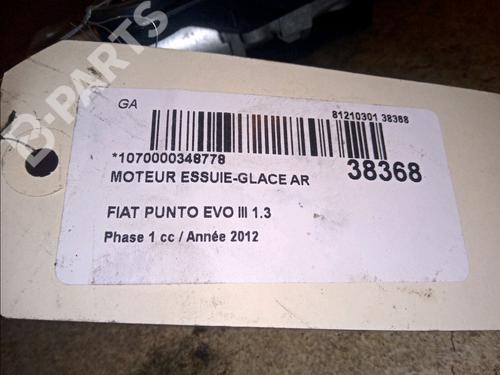 B-PARTS
GA
81210301 38368
*1070000348778
38368
MOTEUR ESSUIE-GLACE AR
FIAT PUNTO EVO III 1.3
Phase 1 cc / Année 2012